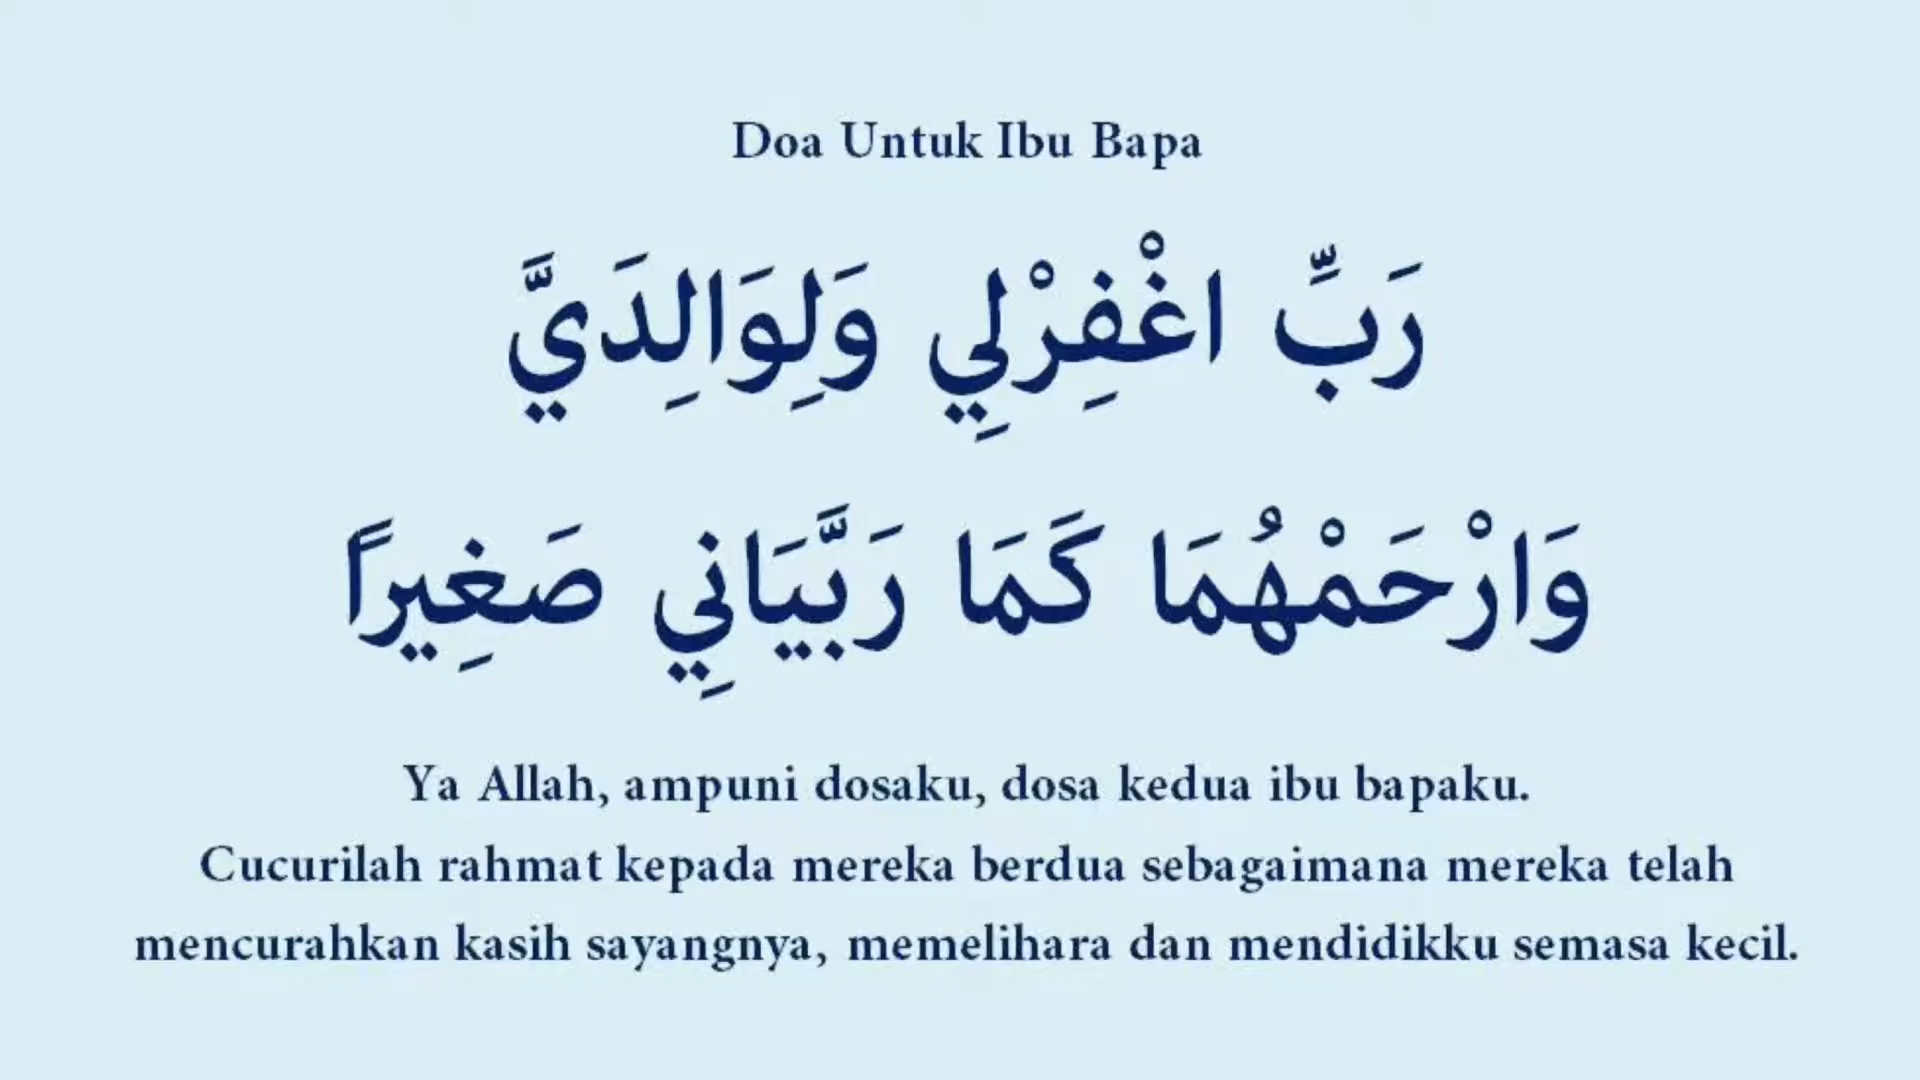 Doa Untuk Ibu Bapa
رَبِّ اغْفِرْلِي وَلِوَالِدَيَّ
وَارْحَمْهُمَا كَمَا رَبَّيَانِي صَغِيراً
Ya Allah, ampuni dosaku, dosa kedua ibu bapaku.
Cucurilah rahmat kepada mereka berdua sebagaimana mereka telah
mencurahkan kasih sayangnya, memelihara dan mendidikku semasa kecil.